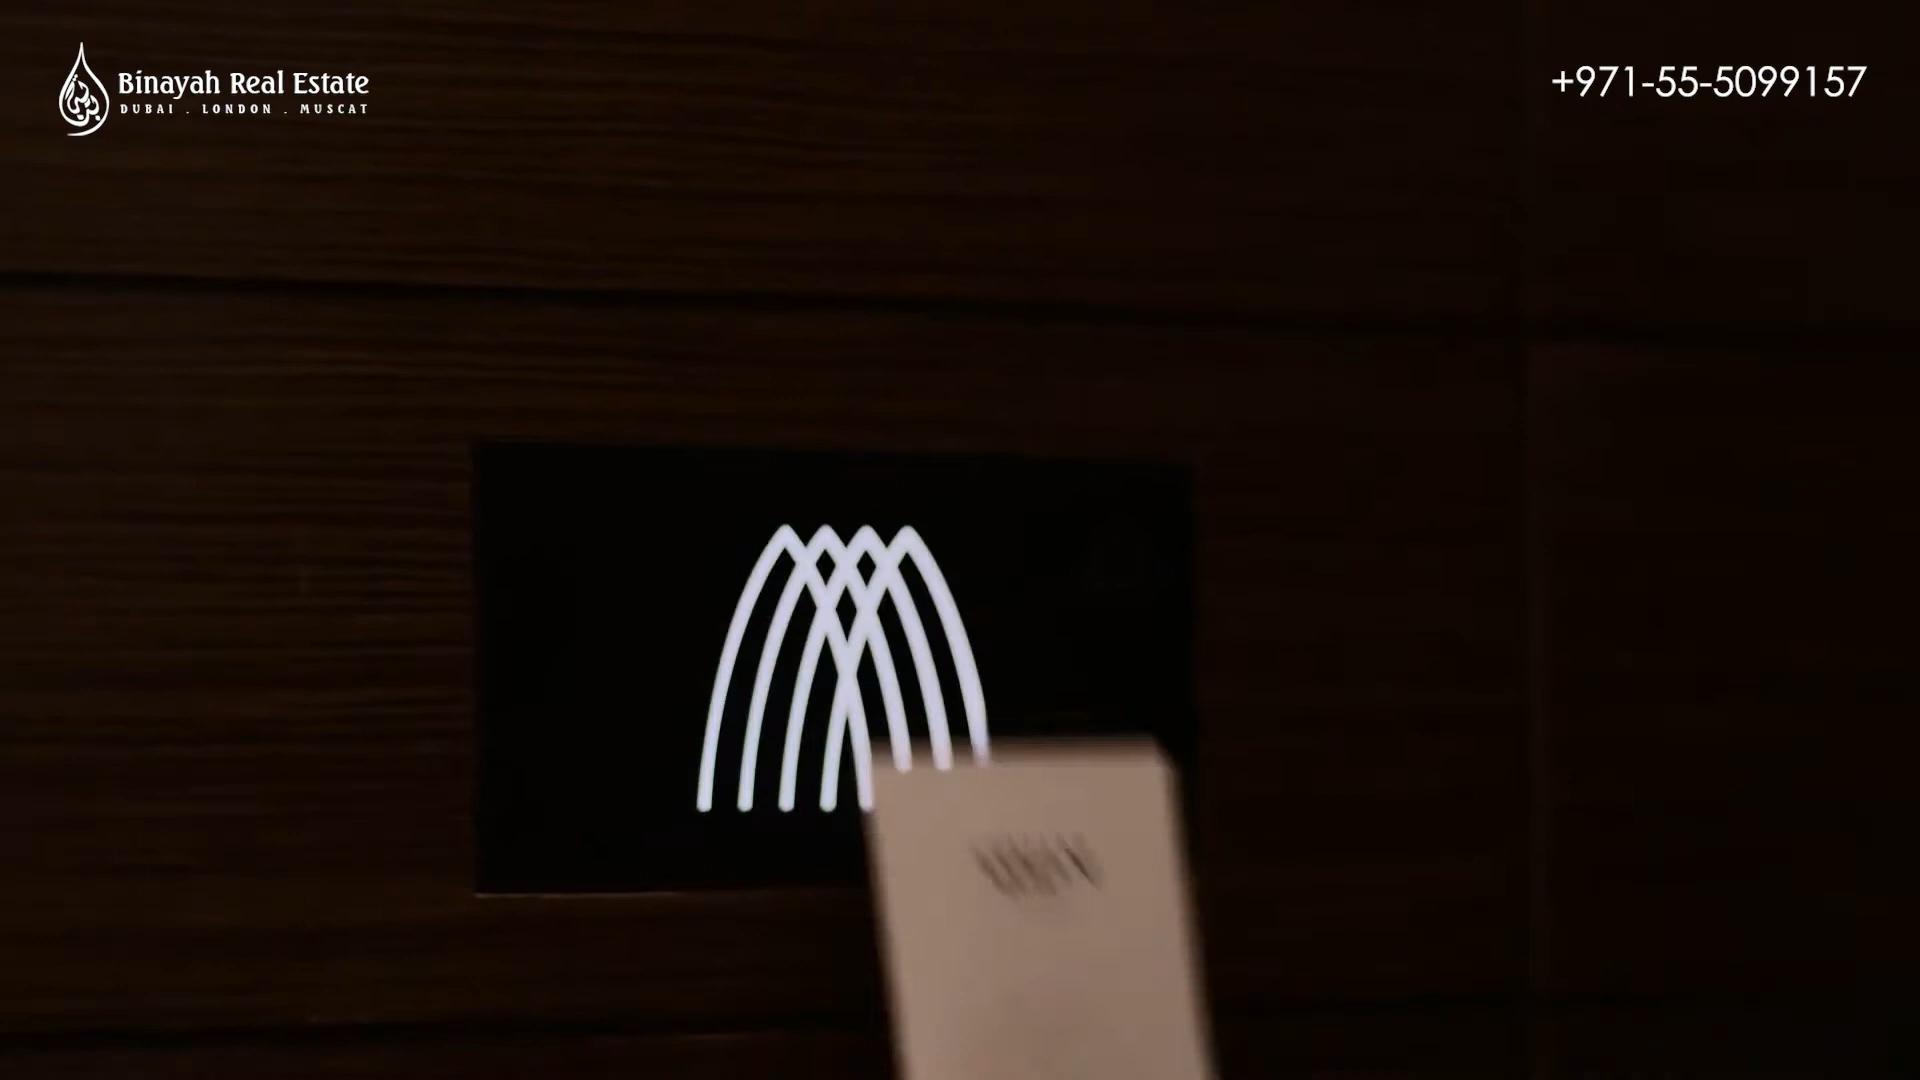 Binayah Real Estate
DUBAI . LONDON . MUSCAT
+971-55-5099157